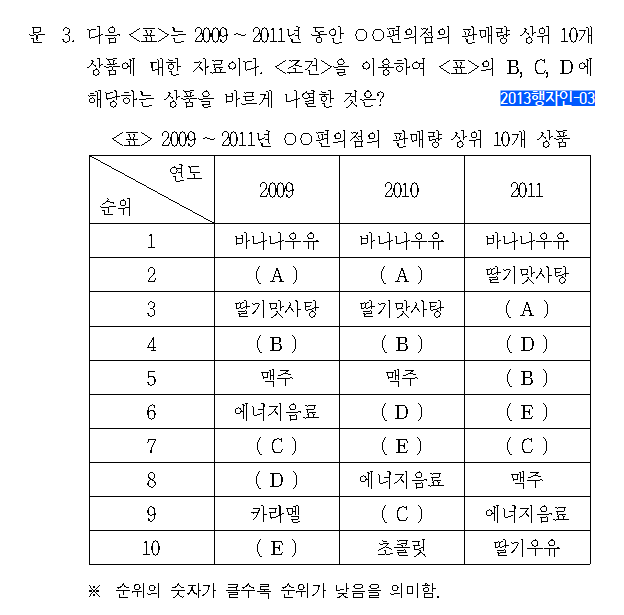 문 3. 다음 <표>는 2009 ~ 2011년 동안 ○○편의점의 판매량 상위 10개
상품에 대한 자료이다. <조건>을 이용하여 <표>의 B, C, D에
해당하는 상품을 바르게 나열한 것은?
2013행자인-03
<표> 2009 ~ 2011년 ○○편의점의 판매량 상위 10개 상품
연도
순위
2009 2010 2011
1 바나나우유 바나나우유 바나나우유
2 ( A ) ( A ) 딸기맛사탕
3 딸기맛사탕 딸기맛사탕 ( A )
4 ( B ) ( B ) ( D )
5 맥주 맥주 ( B )
6 에너지음료 ( D ) ( E )
7 ( C ) ( E ) ( C )
8 ( D ) 에너지음료 맥주
9 카라멜 ( C ) 에너지음료
10 ( E ) 초콜릿 딸기우유
※ 순위의 숫자가 클수록 순위가 낮음을 의미함.